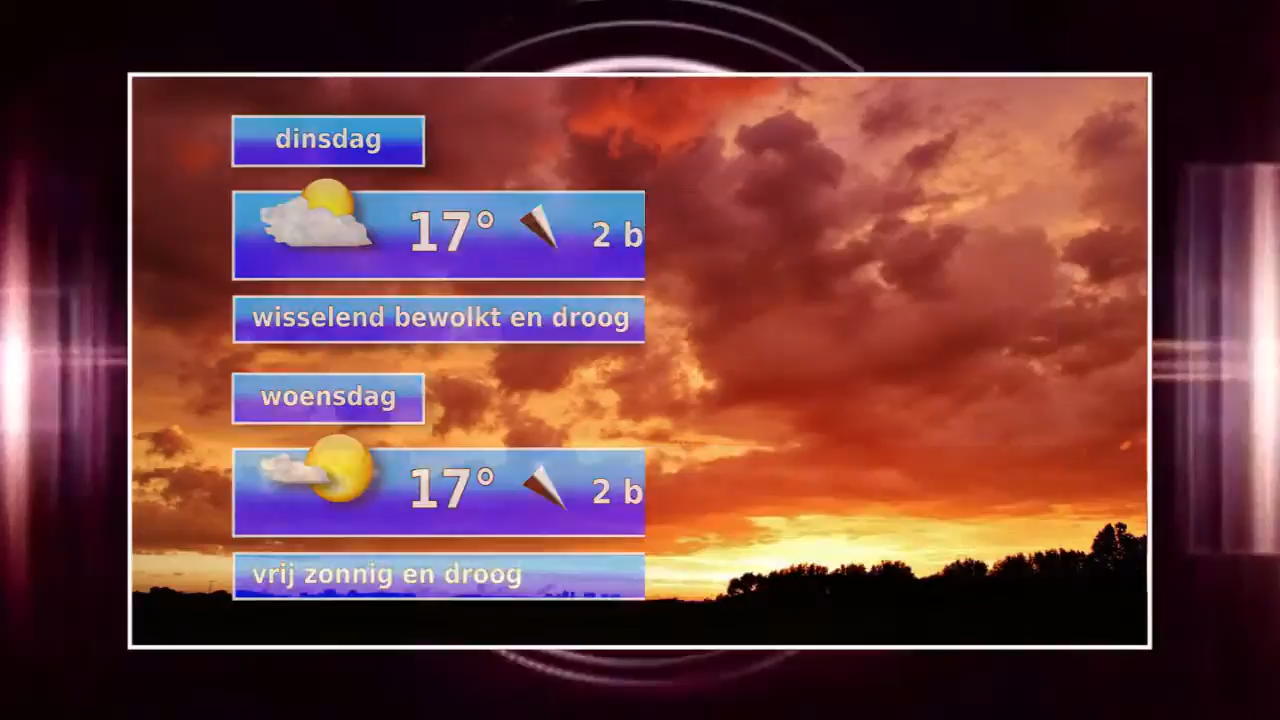 dinsdag
17° 2 b
wisselend bewolkt en droog
woensdag
17° 2 b
vrij zonnig en droog